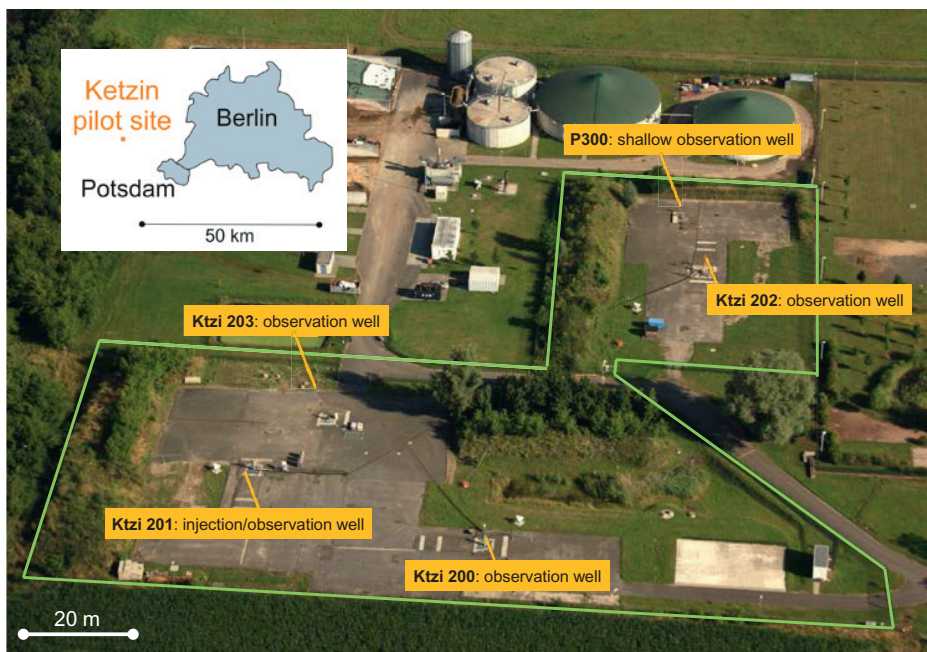 Ketzin
pilot site
Berlin
Potsdam
50 km
P300: shallow observation well
Ktzi 202: observation well
Ktzi 203: observation well
Ktzi 201: injection/observation well
Ktzi 200: observation well
20 m